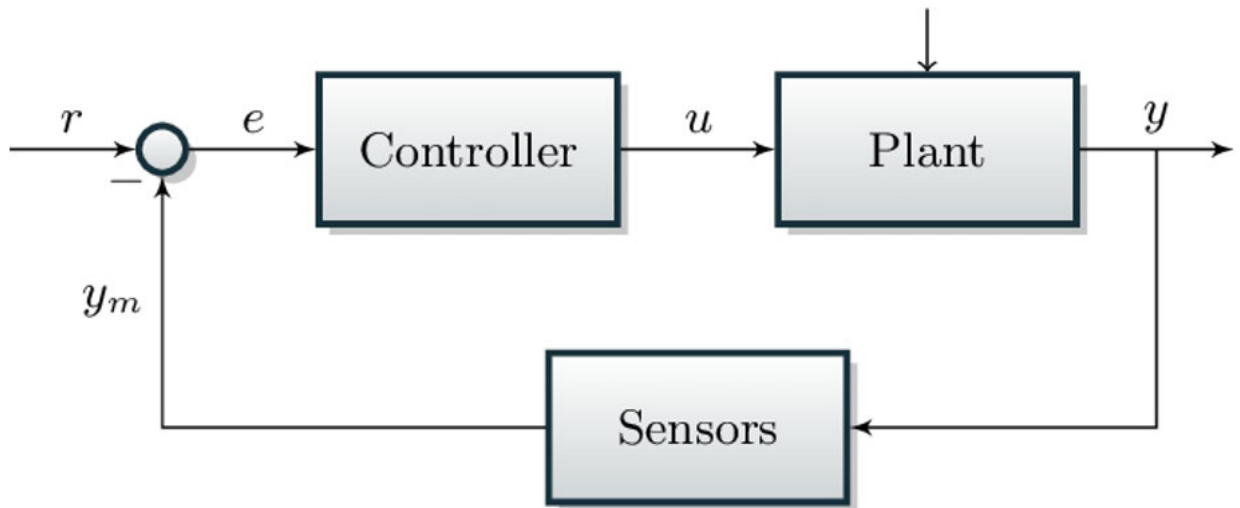 r
e
Controller
u
Plant
y
−
y_m
Sensors